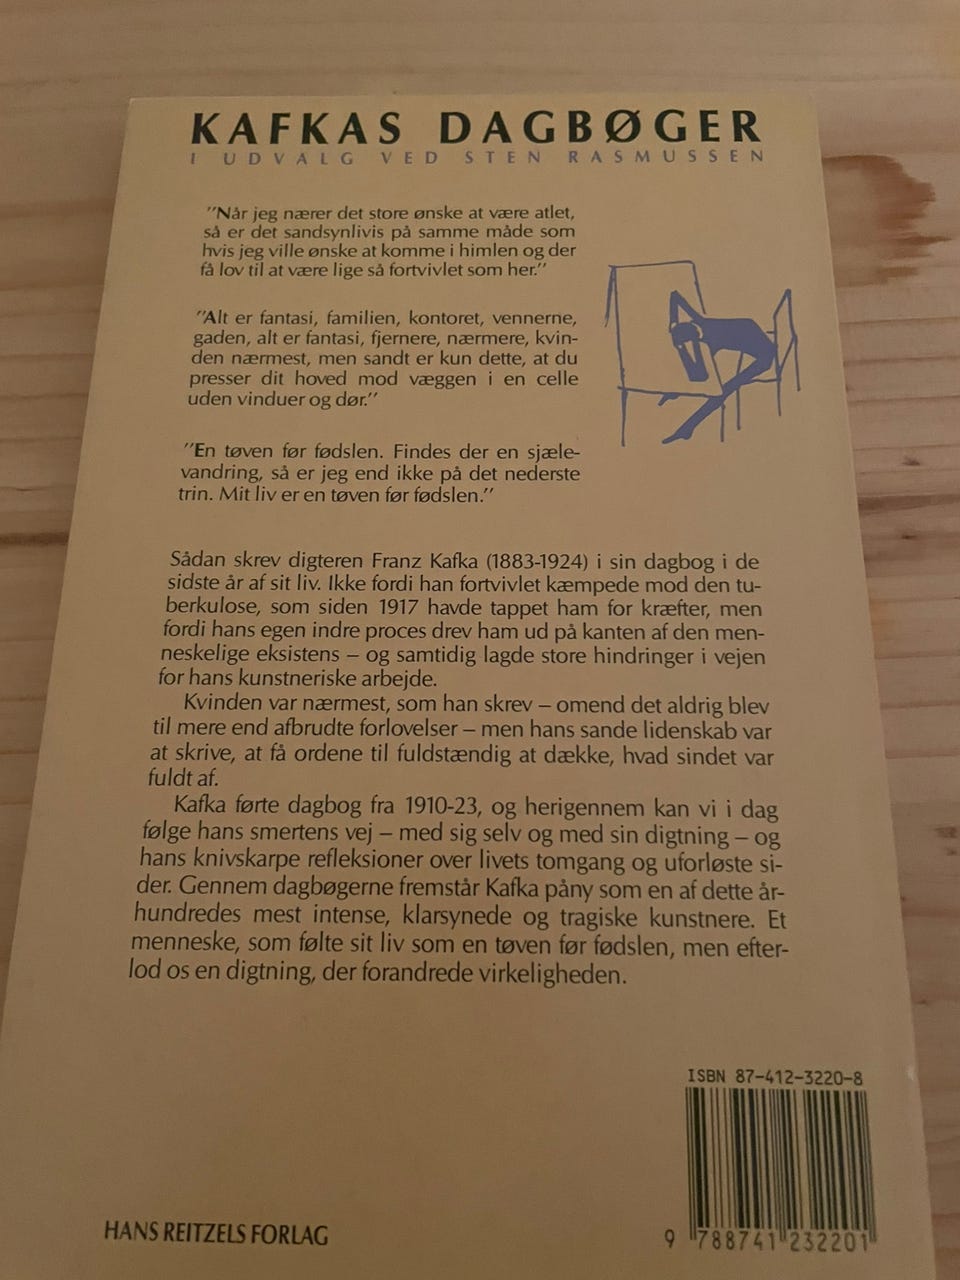 KAFKAS DAGBØGER
I UDVALG VED STEN RASMUSSEN
"Når jeg nærer det store ønske at være atlet,
så er det sandsynlivis på samme måde som
hvis jeg ville ønske at komme i himlen og der
få lov til at være lige så fortvivlet som her."
"Alt er fantasi, familien, kontoret, vennerne,
gaden, alt er fantasi, fjernere, nærmere, kvin-
den nærmest, men sandt er kun dette, at du
presser dit hoved mod væggen i en celle
uden vinduer og dør."
"En tøven før fødslen. Findes der en sjæle-
vandring, så er jeg end ikke på det nederste
trin. Mit liv er en tøven før fødslen."
Sådan skrev digteren Franz Kafka (1883-1924) i sin dagbog i de
sidste år af sit liv. Ikke fordi han fortvivlet kæmpede mod den tu-
berkulose, som siden 1917 havde tappet ham for kræfter, men
fordi hans egen indre proces drev ham ud på kanten af den men-
neskelige eksistens – og samtidig lagde store hindringer i vejen
for hans kunstneriske arbejde.
Kvinden var nærmest, som han skrev – omend det aldrig blev
til mere end afbrudte forlovelser – men hans sande lidenskab var
at skrive, at få ordene til fuldstændig at dække, hvad sindet var
fuldt af.
Kafka førte dagbog fra 1910-23, og herigennem kan vi i dag
følge hans smertens vej – med sig selv og med sin digtning – og
hans knivskarpe refleksioner over livets tomgang og uforløste si-
der. Gennem dagbøgerne fremstår Kafka påny som en af dette år-
hundredes mest intense, klarsynede og tragiske kunstnere. Et
menneske, som følte sit liv som en tøven før fødslen, men efter-
lod os en digtning, der forandrede virkeligheden.
ISBN 87-412-3220-8
9 788741 232201
HANS REITZELS FORLAG